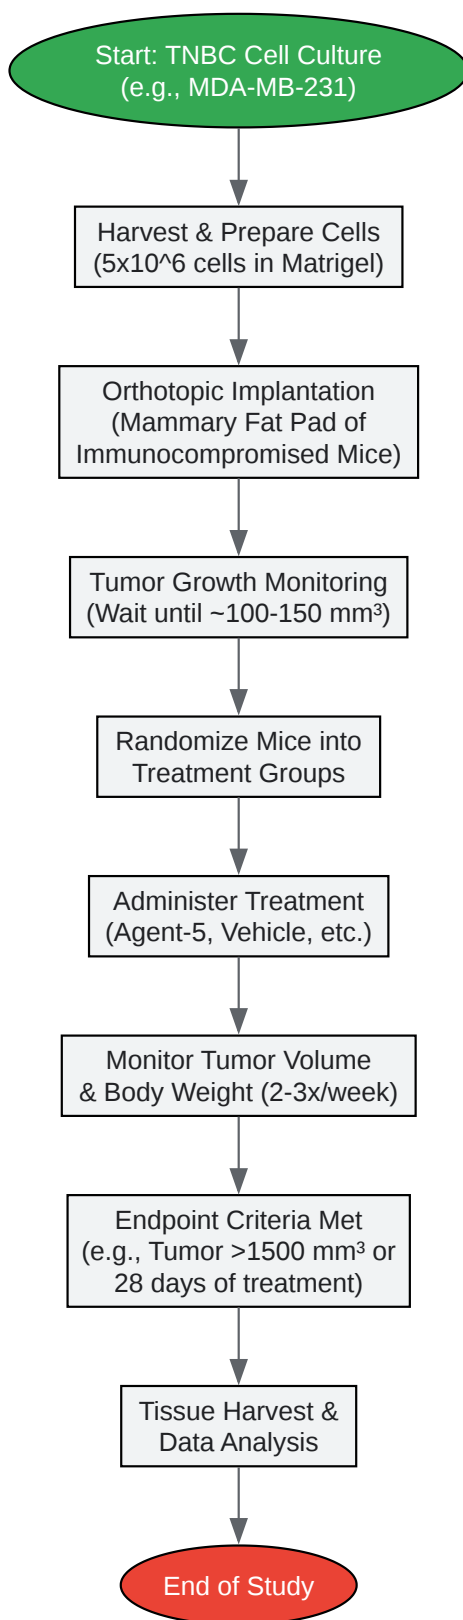 Start: TNBC Cell Culture
(e.g., MDA-MB-231)
Harvest & Prepare Cells
(5x10^6 cells in Matrigel)
Orthotopic Implantation
(Mammary Fat Pad of
Immunocompromised Mice)
Tumor Growth Monitoring
(Wait until ~100-150 mm³)
Randomize Mice into
Treatment Groups
Administer Treatment
(Agent-5, Vehicle, etc.)
Monitor Tumor Volume
& Body Weight (2-3x/week)
Endpoint Criteria Met
(e.g., Tumor >1500 mm³ or
28 days of treatment)
Tissue Harvest &
Data Analysis
End of Study